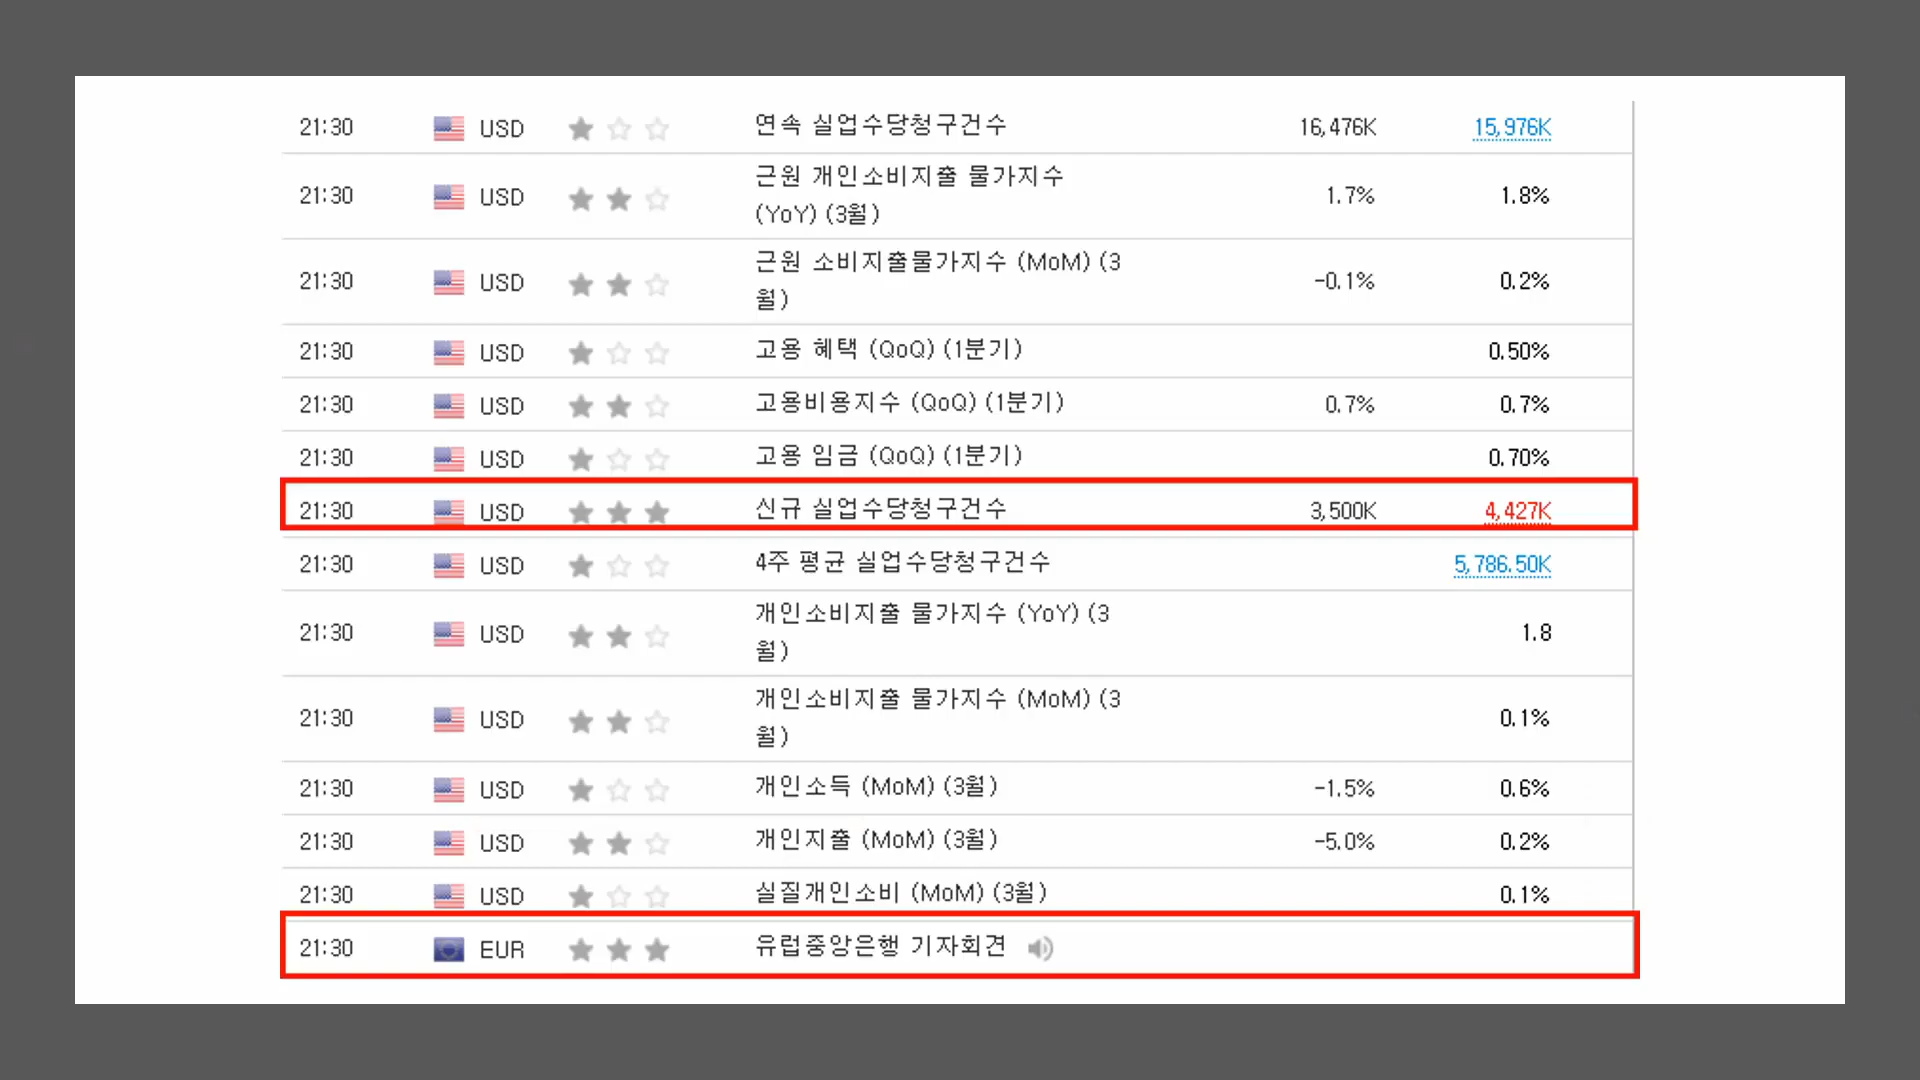 21:30 USD 연속 실업수당청구건수 16,476K 15,976K
21:30 USD 근원 개인소비지출 물가지수 1.7% 1.8%
(YoY) (3월)
21:30 USD 근원 소비지출물가지수 (MoM) (3 -0.1% 0.2%
월)
21:30 USD 고용 혜택 (QoQ) (1분기) 0.50%
21:30 USD 고용비용지수 (QoQ) (1분기) 0.7% 0.7%
21:30 USD 고용 임금 (QoQ) (1분기) 0.70%
21:30 USD 신규 실업수당청구건수 3,500K 4,427K
21:30 USD 4주 평균 실업수당청구건수 5,786.50K
21:30 USD 개인소비지출 물가지수 (YoY) (3 1.8
월)
21:30 USD 개인소비지출 물가지수 (MoM) (3 0.1%
월)
21:30 USD 개인소득 (MoM) (3월) -1.5% 0.6%
21:30 USD 개인지출 (MoM) (3월) -5.0% 0.2%
21:30 USD 실질개인소비 (MoM) (3월) 0.1%
21:30 EUR 유럽중앙은행 기자회견